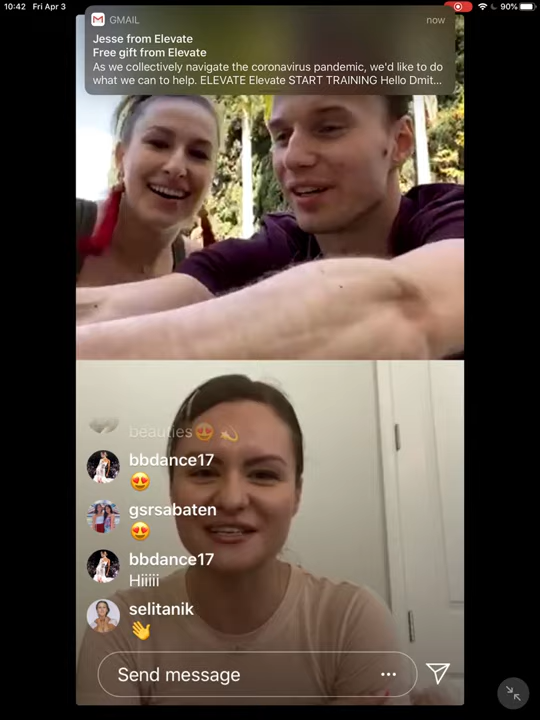 10:42 Fri Apr 3
90%
GMAIL
now
Jesse from Elevate
Free gift from Elevate
As we collectively navigate the coronavirus pandemic, we'd like to do
what we can to help. ELEVATE Elevate START TRAINING Hello Dmit...
beauties😍 💫
bbdance17
😍
gsrsabaten
😍
bbdance17
Hiiiiii
selitanik
👋
Send message